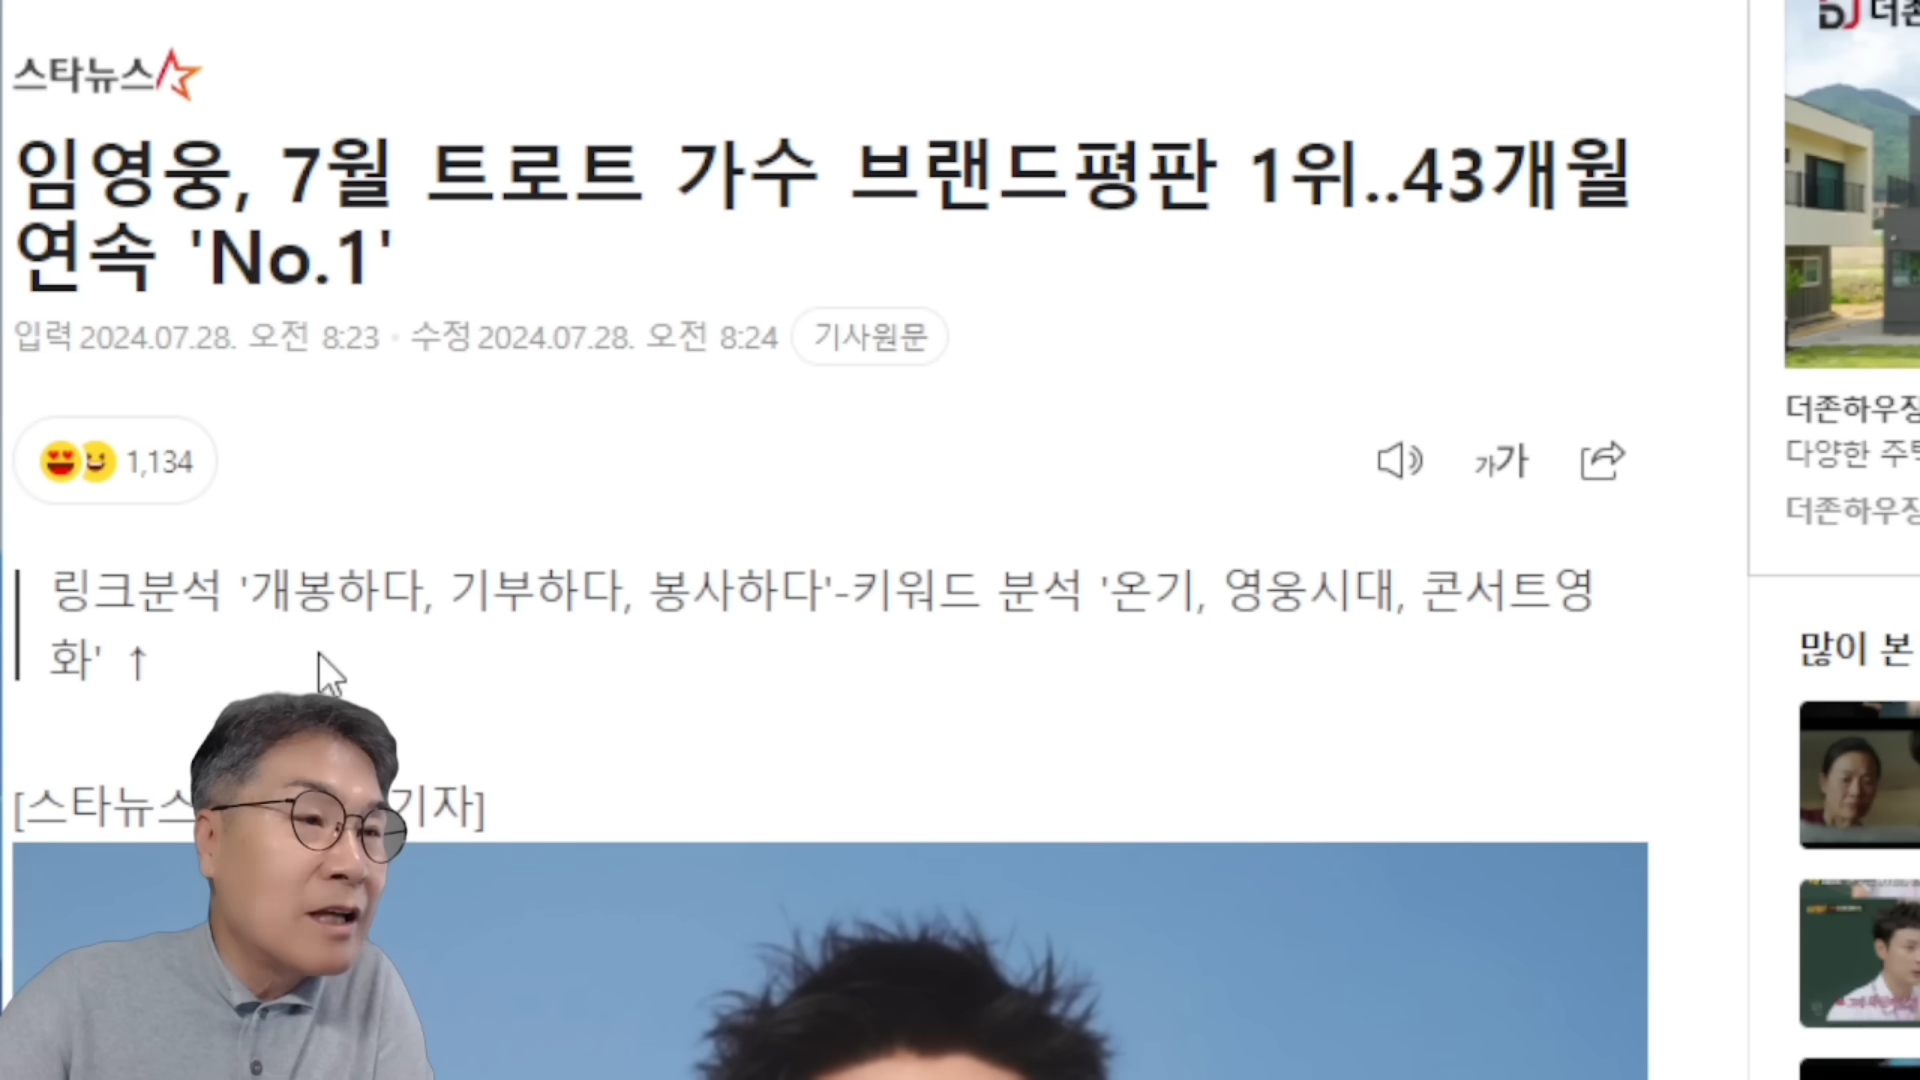 스타뉴스
임영웅, 7월 트로트 가수 브랜드평판 1위..43개월
연속 'No.1'
입력 2024.07.28. 오전 8:23 · 수정 2024.07.28. 오전 8:24 기사원문
1,134
가가
링크분석 '개봉하다, 기부하다, 봉사하다'-키워드 분석 '온기, 영웅시대, 콘서트영
화' ↑
[스타뉴스 기자]
더존하우징
다양한 주택
더존하우징
많이 본